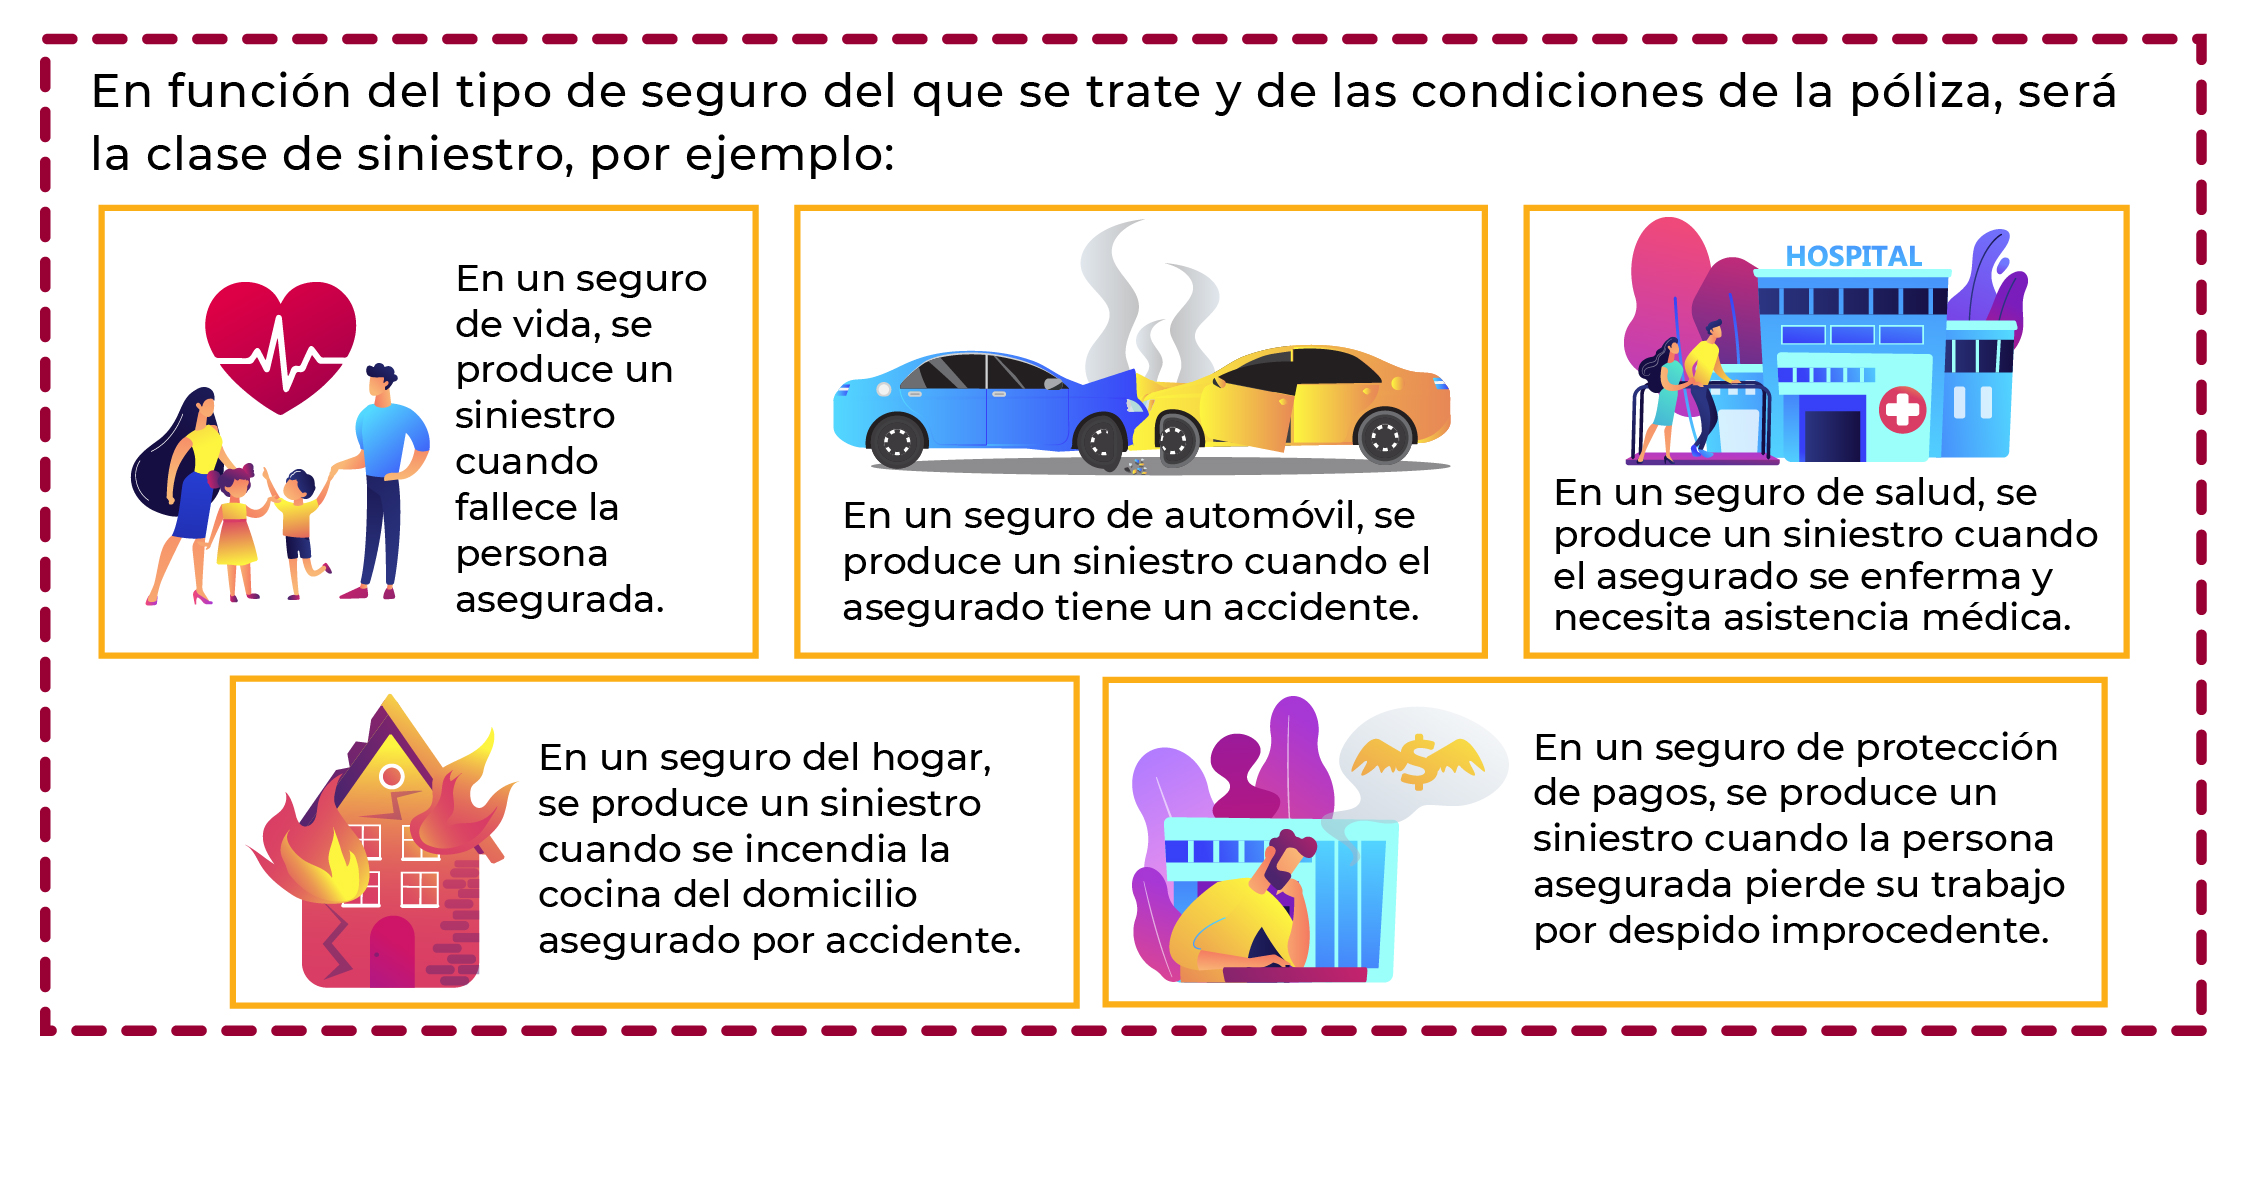 En función del tipo de seguro del que se trate y de las condiciones de la póliza, será
la clase de siniestro, por ejemplo:
En un seguro
de vida, se
produce un
siniestro
cuando
fallece la
persona
asegurada.
En un seguro de automóvil, se
produce un siniestro cuando el
asegurado tiene un accidente.
HOSPITAL
En un seguro de salud, se
produce un siniestro cuando
el asegurado se enferma y
necesita asistencia médica.
En un seguro del hogar,
se produce un siniestro
cuando se incendia la
cocina del domicilio
asegurado por accidente.
$
En un seguro de protección
de pagos, se produce un
siniestro cuando la persona
asegurada pierde su trabajo
por despido improcedente.